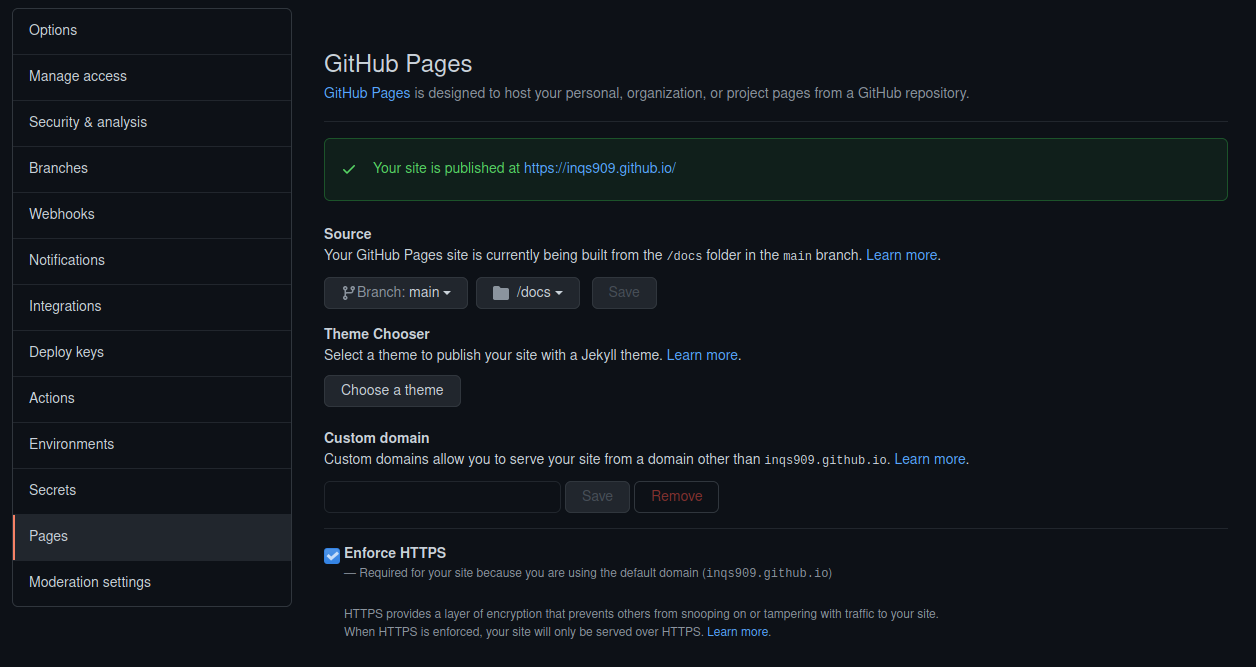 Options
Manage access
Security & analysis
Branches
Webhooks
Notifications
Integrations
Deploy keys
Actions
Environments
Secrets
Pages
Moderation settings
GitHub Pages
GitHub Pages is designed to host your personal, organization, or project pages from a GitHub repository.
Your site is published at https://inqs909.github.io/
Source
Your GitHub Pages site is currently being built from the /docs folder in the main branch. Learn more.
Branch: main /docs Save
Theme Chooser
Select a theme to publish your site with a Jekyll theme. Learn more.
Choose a theme
Custom domain
Custom domains allow you to serve your site from a domain other than inqs909.github.io. Learn more.
Save Remove
Enforce HTTPS
— Required for your site because you are using the default domain (inqs909.github.io)
HTTPS provides a layer of encryption that prevents others from snooping on or tampering with traffic to your site.
When HTTPS is enforced, your site will only be served over HTTPS. Learn more.